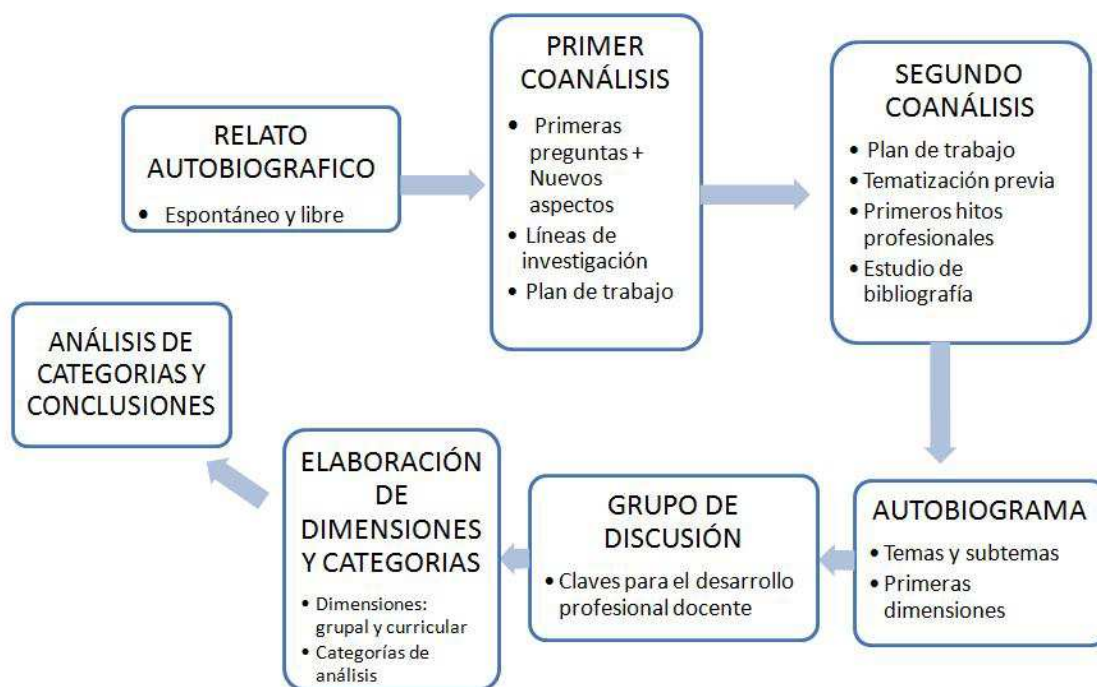 RELATO
AUTOBIOGRAFICO
• Espontáneo y libre
PRIMER
COANÁLISIS
• Primeras
preguntas +
Nuevos
aspectos
• Líneas de
investigación
• Plan de trabajo
SEGUNDO
COANÁLISIS
• Plan de trabajo
• Tematización previa
• Primeros hitos
profesionales
• Estudio de
bibliografía
AUTOBIOGRAMA
• Temas y subtemas
• Primeras
dimensiones
GRUPO DE
DISCUSIÓN
• Claves para el desarrollo
profesional docente
ELABORACIÓN
DE
DIMENSIONES
Y CATEGORIAS
• Dimensiones:
grupal y curricular
• Categorías de
análisis
ANÁLISIS DE
CATEGORIAS Y
CONCLUSIONES